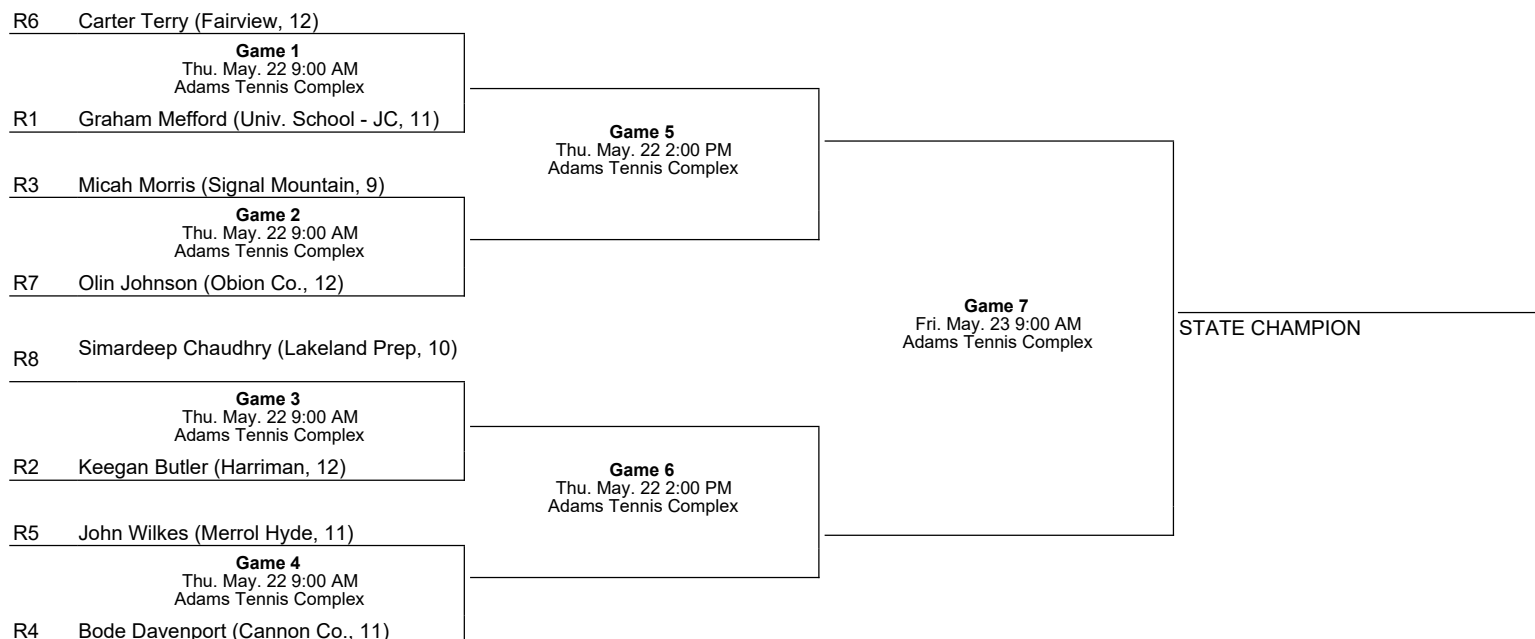 R6 Carter Terry (Fairview, 12)
Game 1
Thu. May. 22 9:00 AM
Adams Tennis Complex
R1 Graham Mefford (Univ. School - JC, 11)
R3 Micah Morris (Signal Mountain, 9)
Game 2
Thu. May. 22 9:00 AM
Adams Tennis Complex
R7 Olin Johnson (Obion Co., 12)
R8 Simardeep Chaudhry (Lakeland Prep, 10)
Game 3
Thu. May. 22 9:00 AM
Adams Tennis Complex
R2 Keegan Butler (Harriman, 12)
R5 John Wilkes (Merrol Hyde, 11)
Game 4
Thu. May. 22 9:00 AM
Adams Tennis Complex
R4 Bode Davenport (Cannon Co., 11)
Game 5
Thu. May. 22 2:00 PM
Adams Tennis Complex
Game 6
Thu. May. 22 2:00 PM
Adams Tennis Complex
Game 7
Fri. May. 23 9:00 AM
Adams Tennis Complex
STATE CHAMPION